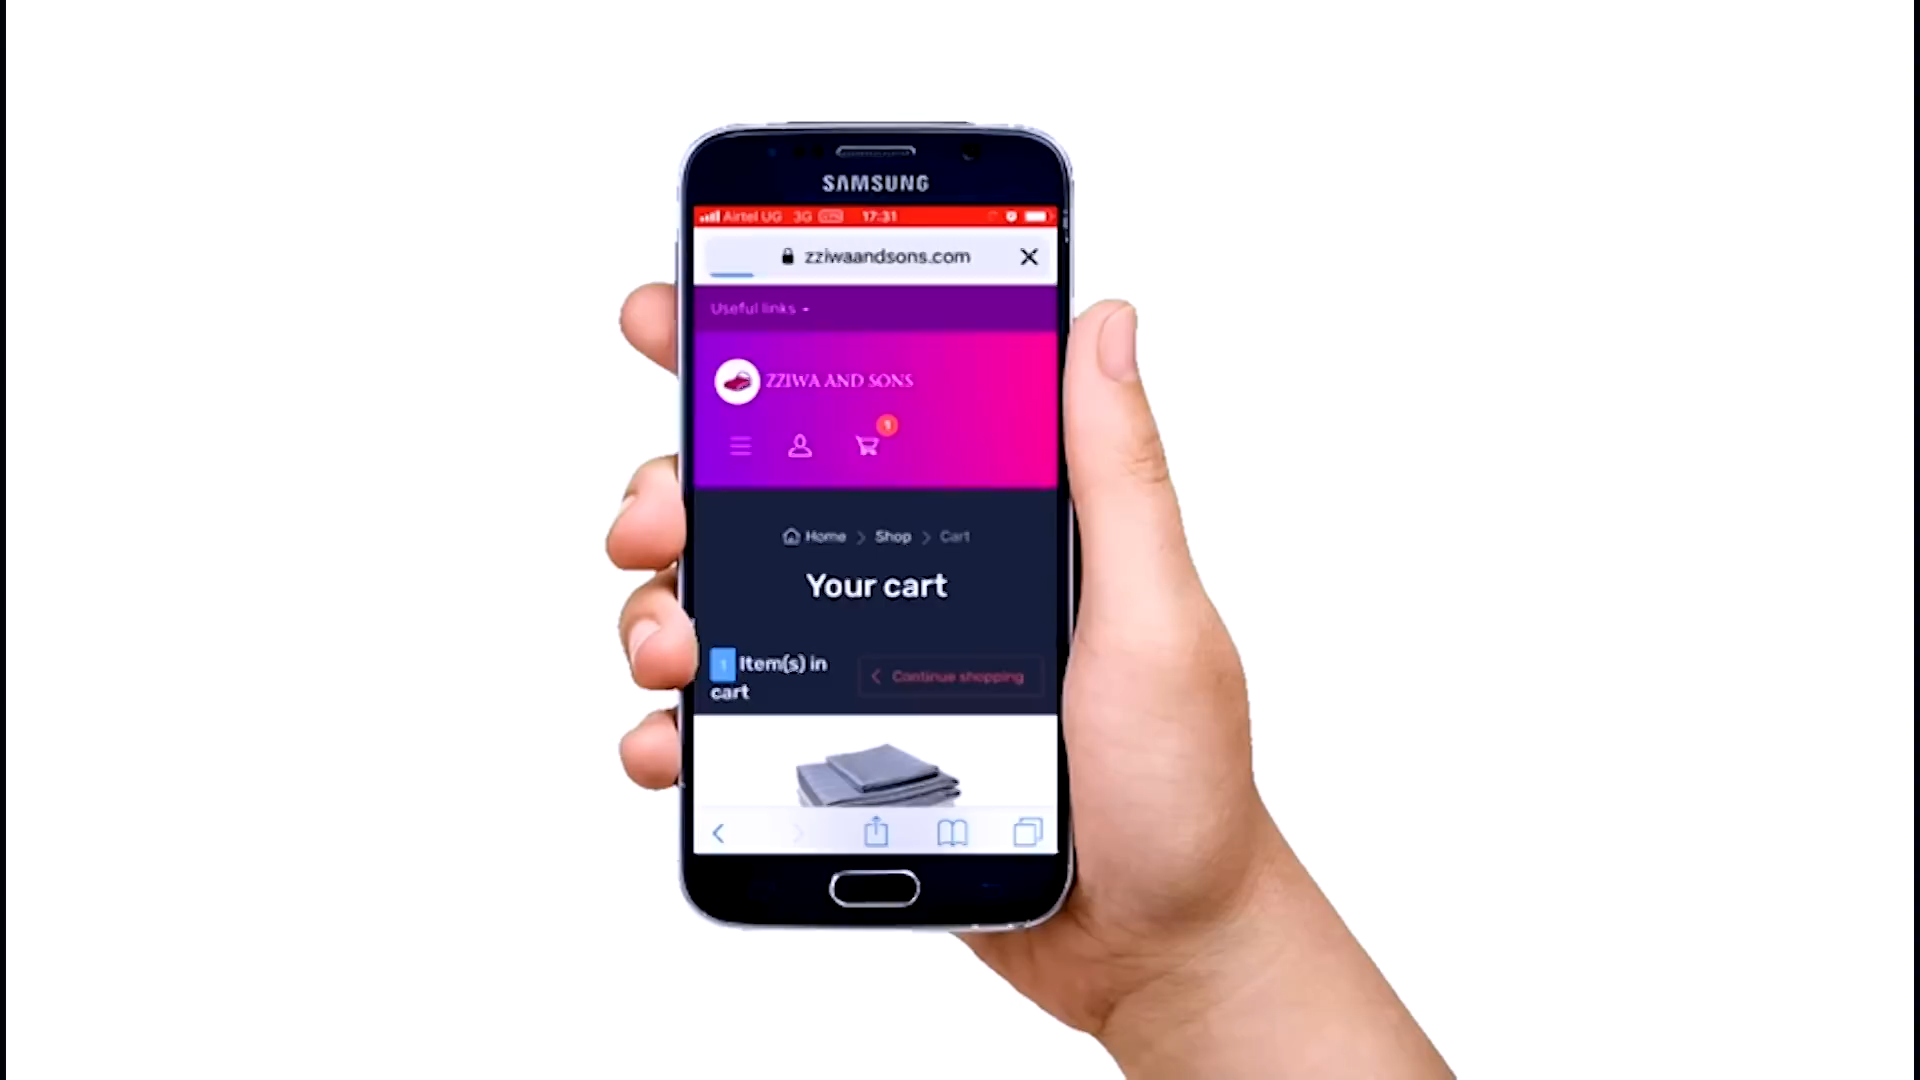 SAMSUNG
Airtel UG 3G VPN 17:31
zziwaandsons.com
Useful links
ZZIWA AND SONS
1
Home > Shop > Cart
Your cart
1 Item(s) in
cart
Continue shopping